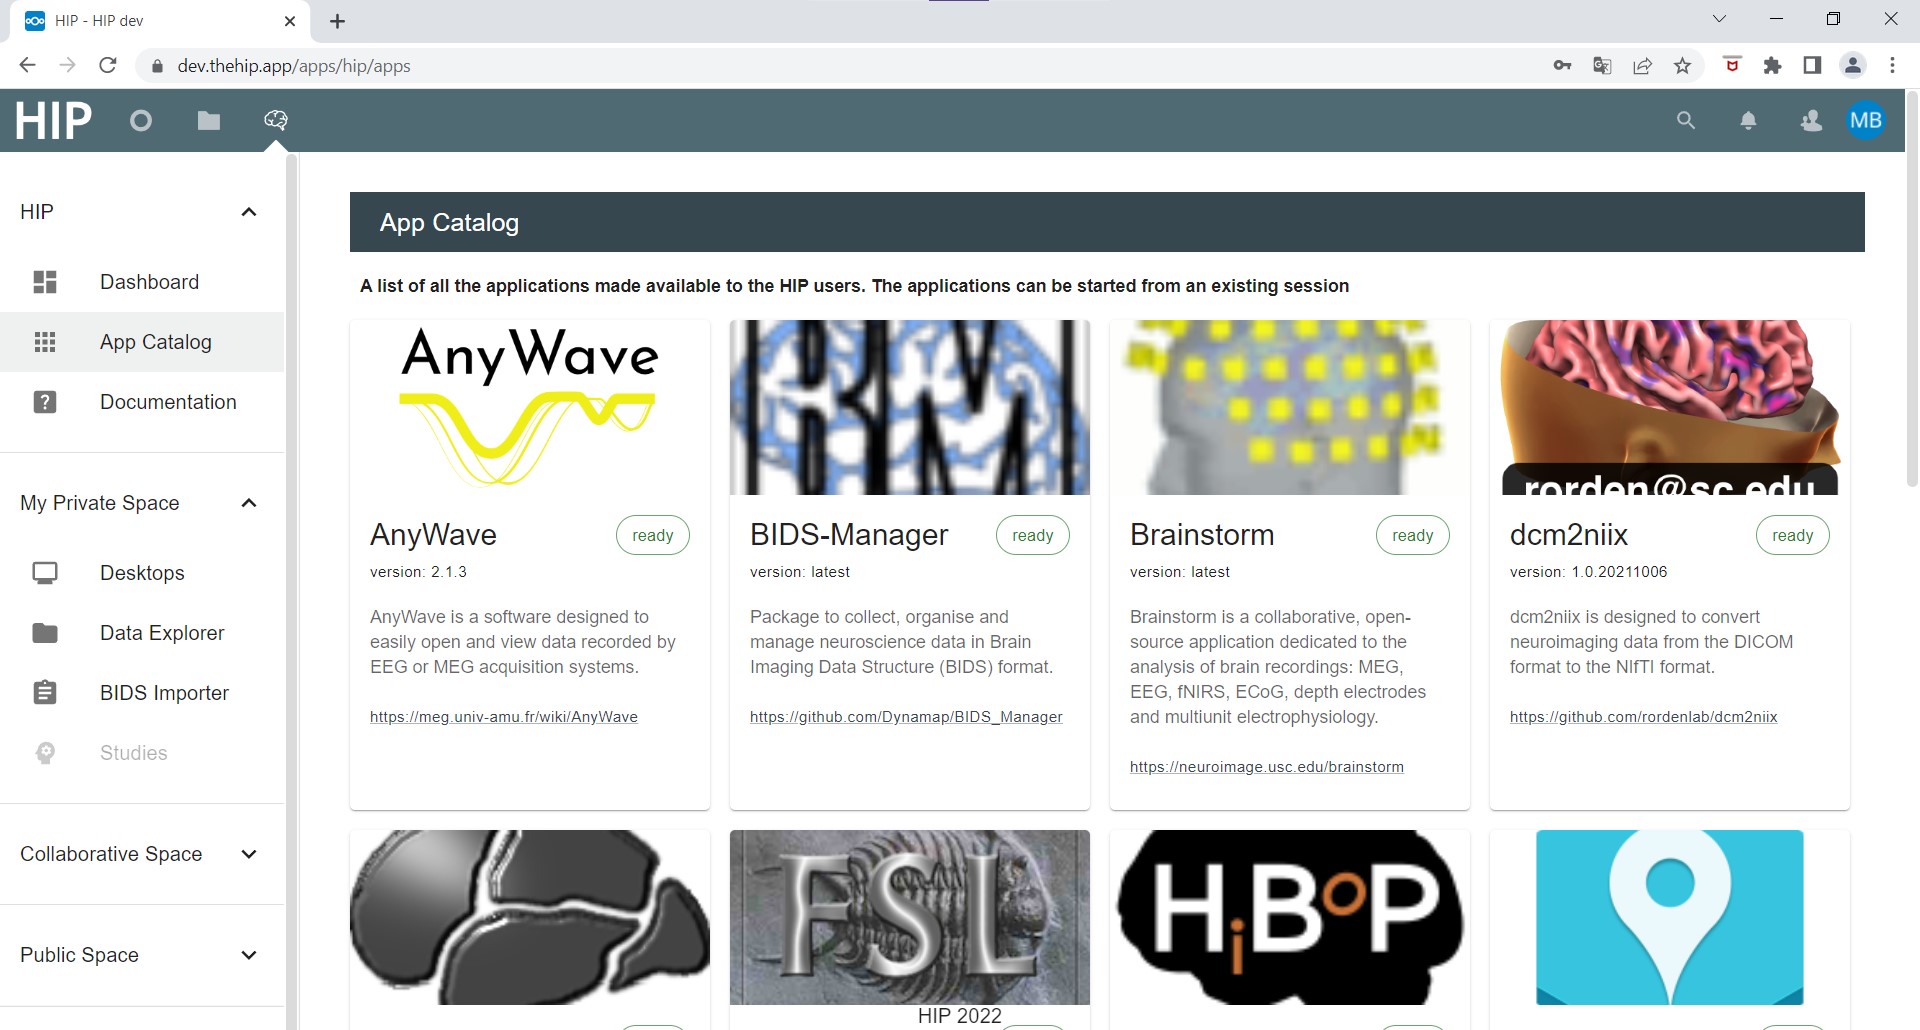 HIP - HIP dev
dev.thehip.app/apps/hip/apps
HIP
MB
HIP
Dashboard
App Catalog
Documentation
My Private Space
Desktops
Data Explorer
BIDS Importer
Studies
Collaborative Space
Public Space
App Catalog
A list of all the applications made available to the HIP users. The applications can be started from an existing session
AnyWave
AnyWave
ready
version: 2.1.3
AnyWave is a software designed to
easily open and view data recorded by
EEG or MEG acquisition systems.
https://meg.univ-amu.fr/wiki/AnyWave
BM
BIDS-Manager
ready
version: latest
Package to collect, organise and
manage neuroscience data in Brain
Imaging Data Structure (BIDS) format.
https://github.com/Dynamap/BIDS_Manager
Brainstorm
ready
version: latest
Brainstorm is a collaborative, open-
source application dedicated to the
analysis of brain recordings: MEG,
EEG, fNIRS, ECoG, depth electrodes
and multiunit electrophysiology.
https://neuroimage.usc.edu/brainstorm
rorden@sc.edu
dcm2niix
ready
version: 1.0.20211006
dcm2niix is designed to convert
neuroimaging data from the DICOM
format to the NIfTI format.
https://github.com/rordenlab/dcm2niix
FSL
HiBoP
HIP 2022